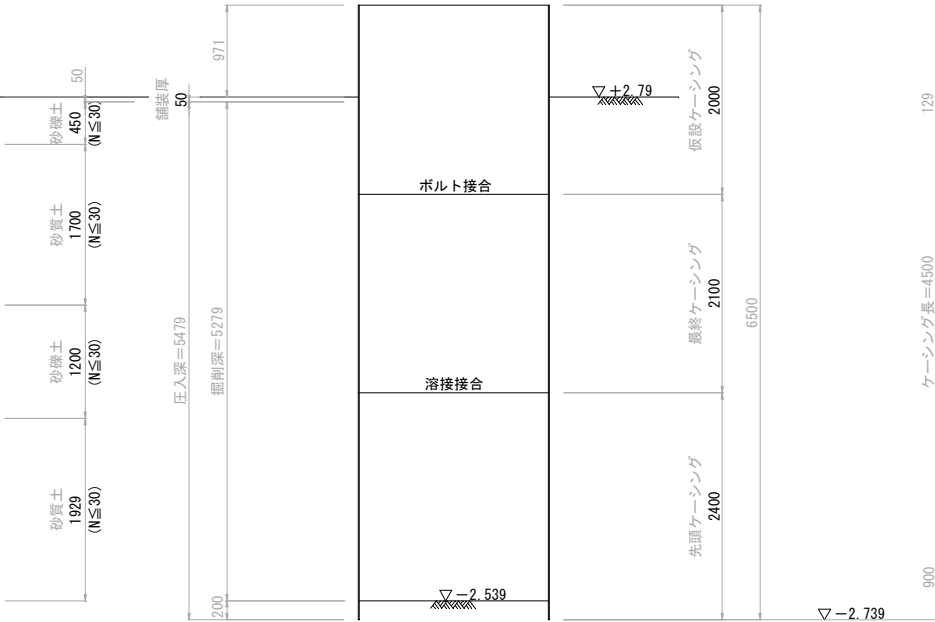 50
砂礫土
450
(N≦30)
砂質土
1700
(N≦30)
砂礫土
1200
(N≦30)
砂質土
1929
(N≦30)
舗装厚
50
圧入深=5479
971
掘削深=5279
200
ボルト接合
溶接接合
▽-2.539
▽+2.79
仮設ケーシング
2000
最終ケーシング
2100
先頭ケーシング
2400
6500
129
ケーシング長=4500
900
▽-2.739